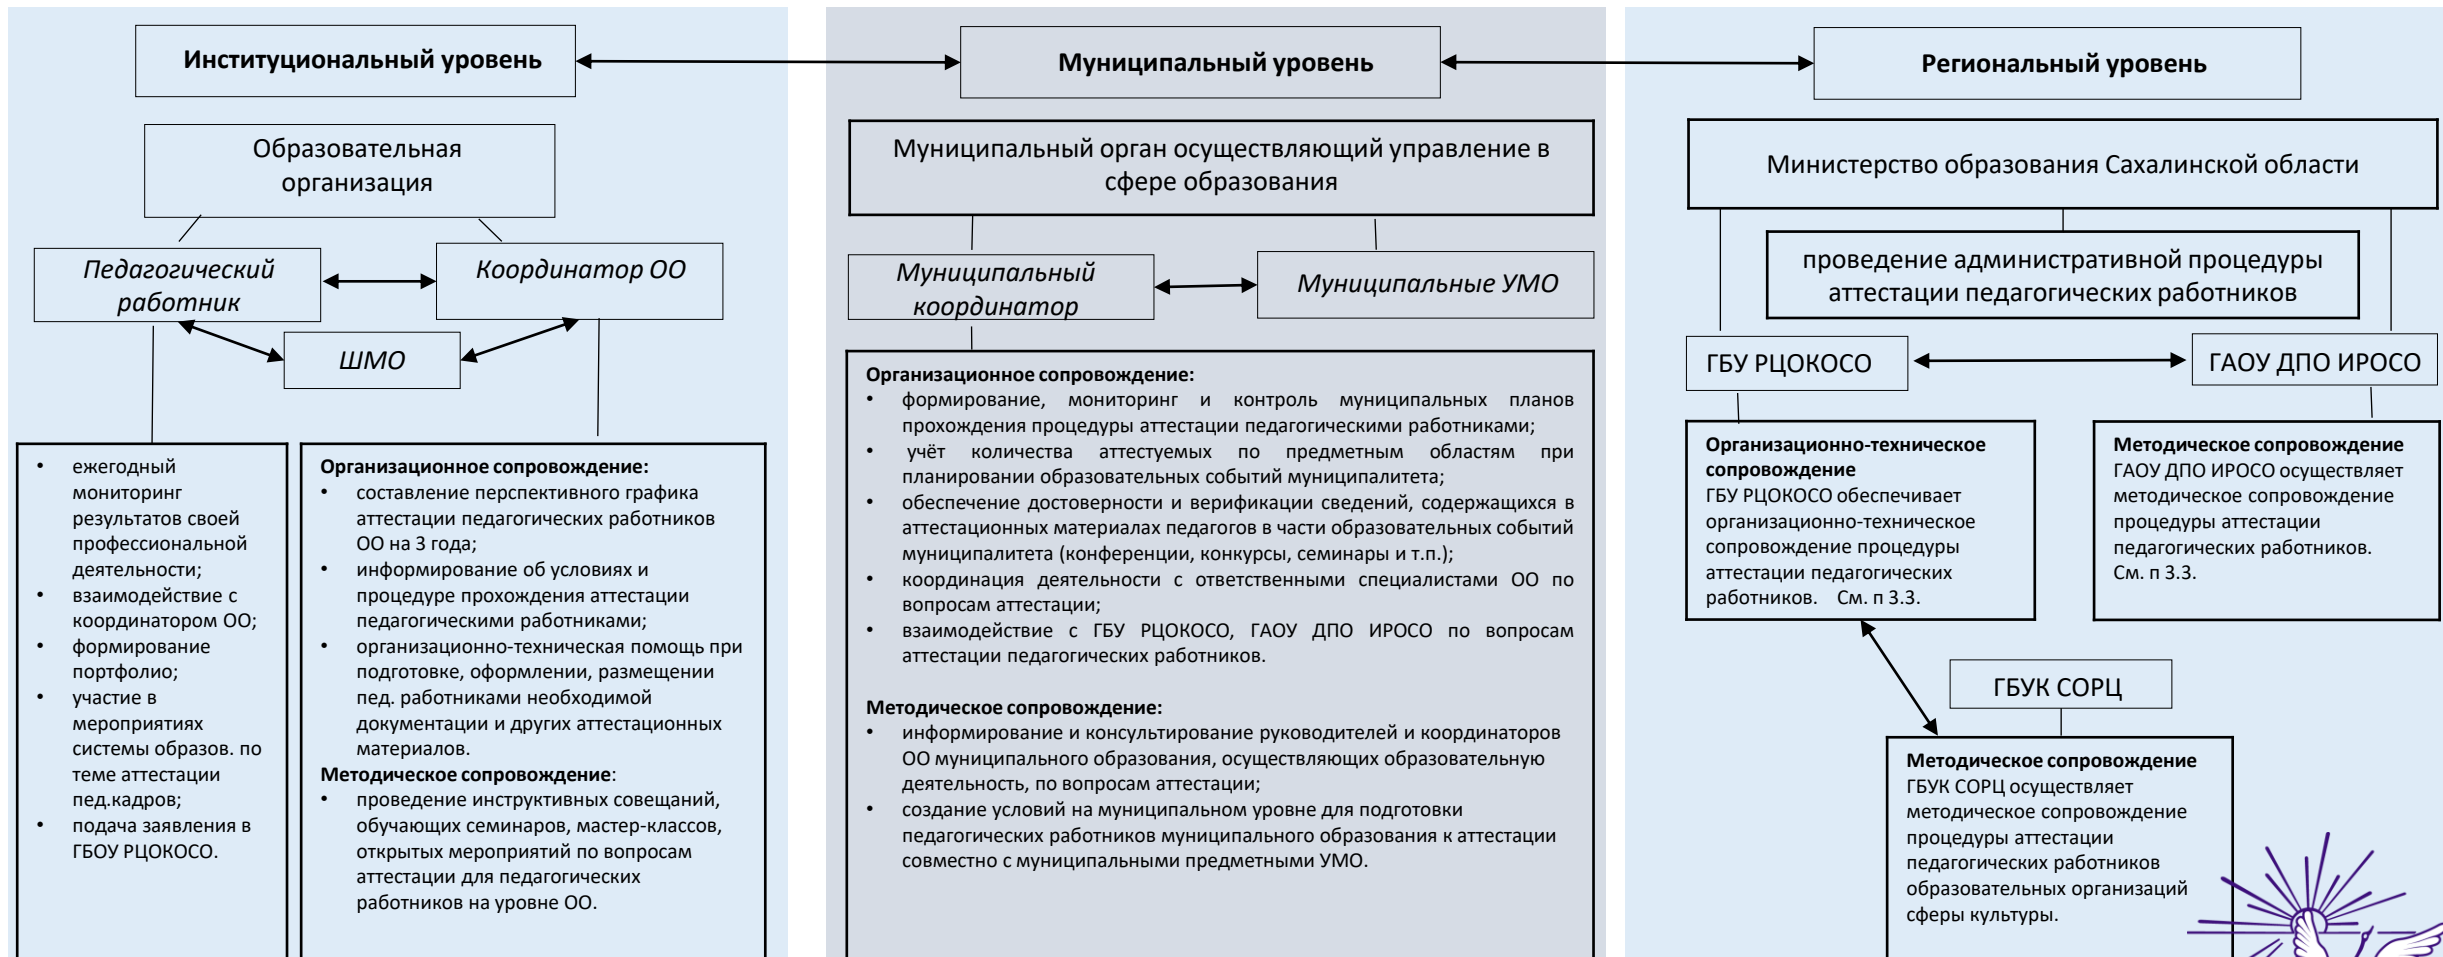 Институциональный уровень
Образовательная
организация
Педагогический
работник
Координатор ОО
ШМО
• ежегодный
мониторинг
результатов своей
профессиональной
деятельности;
• взаимодействие с
координатором ОО;
• формирование
портфолио;
• участие в
мероприятиях
системы образов. по
теме аттестации
пед.кадров;
• подача заявления в
ГБОУ РЦОКОСО.
Организационное сопровождение:
• составление перспективного графика
аттестации педагогических работников
ОО на 3 года;
• информирование об условиях и
процедуре прохождения аттестации
педагогическими работниками;
• организационно-техническая помощь при
подготовке, оформлении, размещении
пед. работниками необходимой
документации и других аттестационных
материалов.
Методическое сопровождение:
• проведение инструктивных совещаний,
обучающих семинаров, мастер-классов,
открытых мероприятий по вопросам
аттестации для педагогических
работников на уровне ОО.
Муниципальный уровень
Муниципальный орган осуществляющий управление в
сфере образования
Муниципальный
координатор
Муниципальные УМО
Организационное сопровождение:
• формирование, мониторинг и контроль муниципальных планов
прохождения процедуры аттестации педагогическими работниками;
• учёт количества аттестуемых по предметным областям при
планировании образовательных событий муниципалитета;
• обеспечение достоверности и верификации сведений, содержащихся в
аттестационных материалах педагогов в части образовательных событий
муниципалитета (конференции, конкурсы, семинары и т.п.);
• координация деятельности с ответственными специалистами ОО по
вопросам аттестации;
• взаимодействие с ГБУ РЦОКОСО, ГАОУ ДПО ИРОСО по вопросам
аттестации педагогических работников.
Методическое сопровождение:
• информирование и консультирование руководителей и координаторов
ОО муниципального образования, осуществляющих образовательную
деятельность, по вопросам аттестации;
• создание условий на муниципальном уровне для подготовки
педагогических работников муниципального образования к аттестации
совместно с муниципальными предметными УМО.
Региональный уровень
Министерство образования Сахалинской области
проведение административной процедуры
аттестации педагогических работников
ГБУ РЦОКОСО
ГАОУ ДПО ИРОСО
Организационно-техническое
сопровождение
ГБУ РЦОКОСО обеспечивает
организационно-техническое
сопровождение процедуры
аттестации педагогических
работников. См. п 3.3.
Методическое сопровождение
ГАОУ ДПО ИРОСО осуществляет
методическое сопровождение
процедуры аттестации
педагогических работников.
См. п 3.3.
ГБУК СОРЦ
Методическое сопровождение
ГБУК СОРЦ осуществляет
методическое сопровождение
процедуры аттестации
педагогических работников
образовательных организаций
сферы культуры.